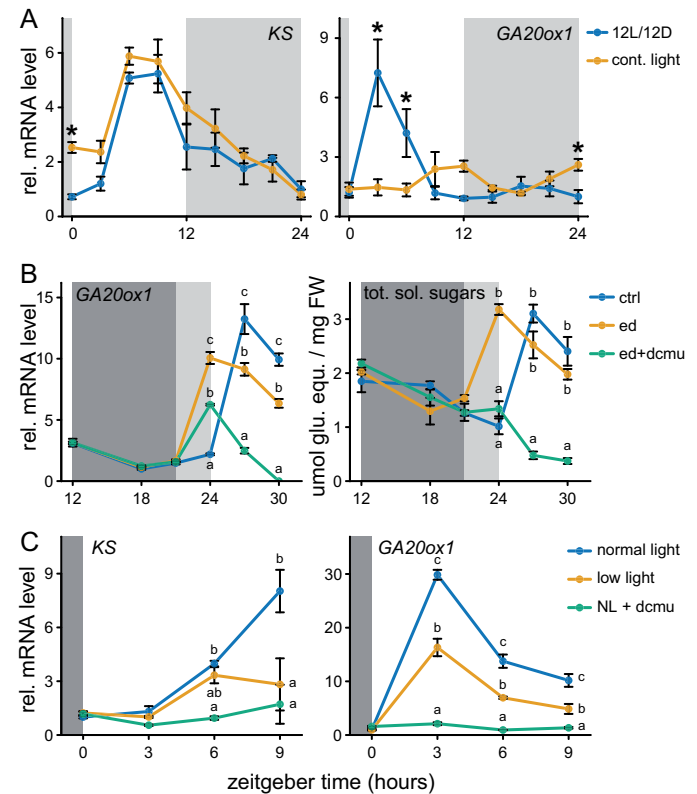 A
KS
GA20ox1
12L/12D
cont. light
rel. mRNA level
6
4
2
0
*
0
12
24
9
6
3
0
*
*
*
0
12
24
B
GA20ox1
tot. sol. sugars
ctrl
ed
ed+dcmu
rel. mRNA level
15
10
5
0
c
b
a
c
b
a
c
b
a
12
18
24
30
umol glu. equ. / mg FW
3
2
1
0
b
a
a
b
b
a
b
b
a
12
18
24
30
C
KS
GA20ox1
normal light
low light
NL + dcmu
rel. mRNA level
9
6
3
0
b
ab
a
b
a
a
0
3
6
9
30
20
10
0
c
b
a
c
b
a
c
b
a
0
3
6
9
zeitgeber time (hours)